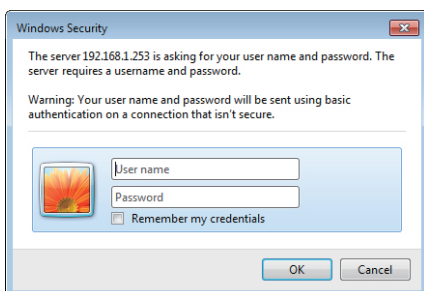 Windows Security
The server 192.168.1.253 is asking for your user name and password. The
server requires a username and password.
Warning: Your user name and password will be sent using basic
authentication on a connection that isn't secure.
User name
Password
Remember my credentials
OK Cancel